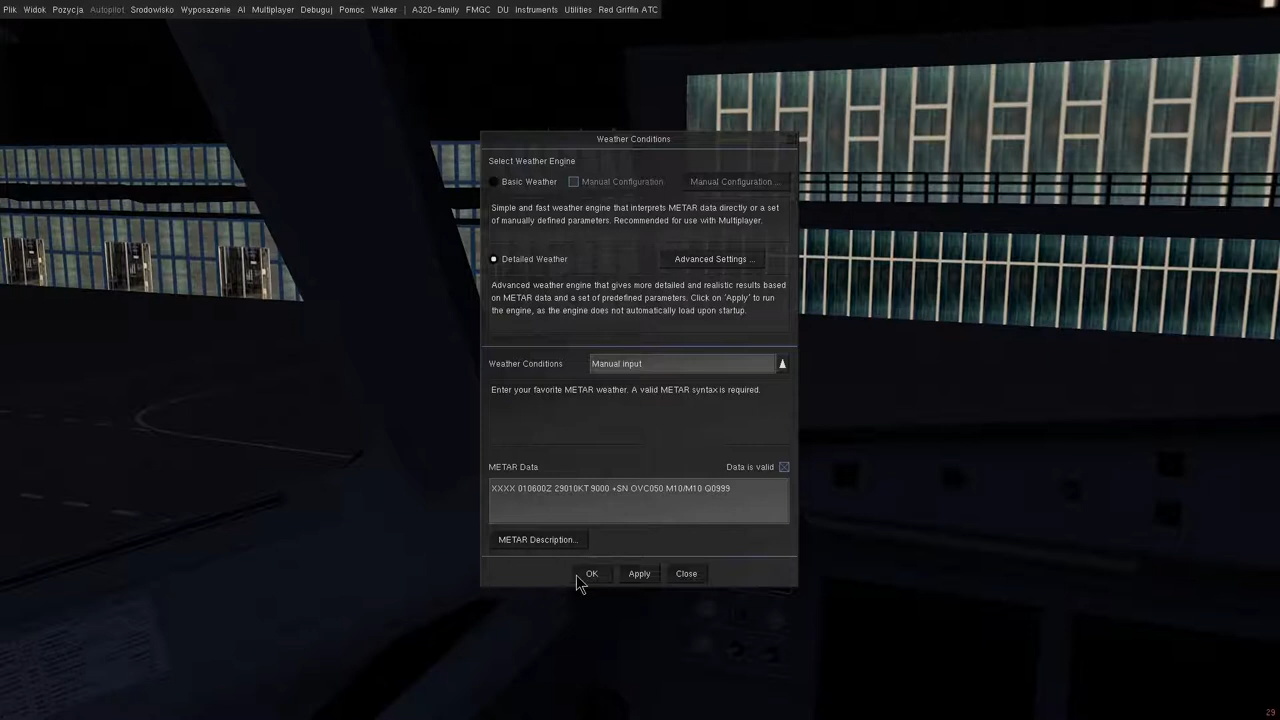 Plik Widok Pozycja Autopilot Srodowisko Wyposazenie AI Multiplayer Debuguj Pomoc Walker | A320-family FMGC DU Instruments Utilities Red Griffin ATC
Weather Conditions
Select Weather Engine
Basic Weather Manual Configuration Manual Configuration ...
Simple and fast weather engine that interprets METAR data directly or a set
of manually defined parameters. Recommended for use with Multiplayer.
Detailed Weather Advanced Settings ...
Advanced weather engine that gives more detailed and realistic results based
on METAR data and a set of predefined parameters. Click on 'Apply' to run
the engine, as the engine does not automatically load upon startup.
Weather Conditions Manual input
Enter your favorite METAR weather. A valid METAR syntax is required.
METAR Data Data is valid
XXXX 010600Z 29010KT 9000 +SN OVC050 M10/M10 Q0999
METAR Description...
OK Apply Close
29